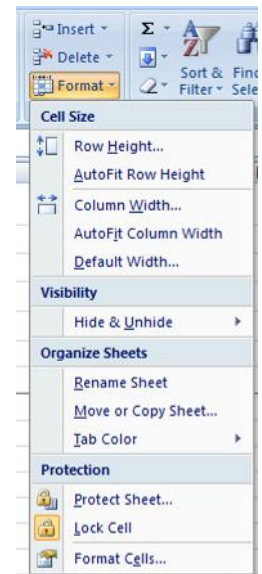 Insert
Σ
Delete
Sort & Find
Format
Filter Sele
Cell Size
Row Height...
AutoFit Row Height
Column Width...
AutoFit Column Width
Default Width...
Visibility
Hide & Unhide
Organize Sheets
Rename Sheet
Move or Copy Sheet...
Tab Color
Protection
Protect Sheet...
Lock Cell
Format Cells...